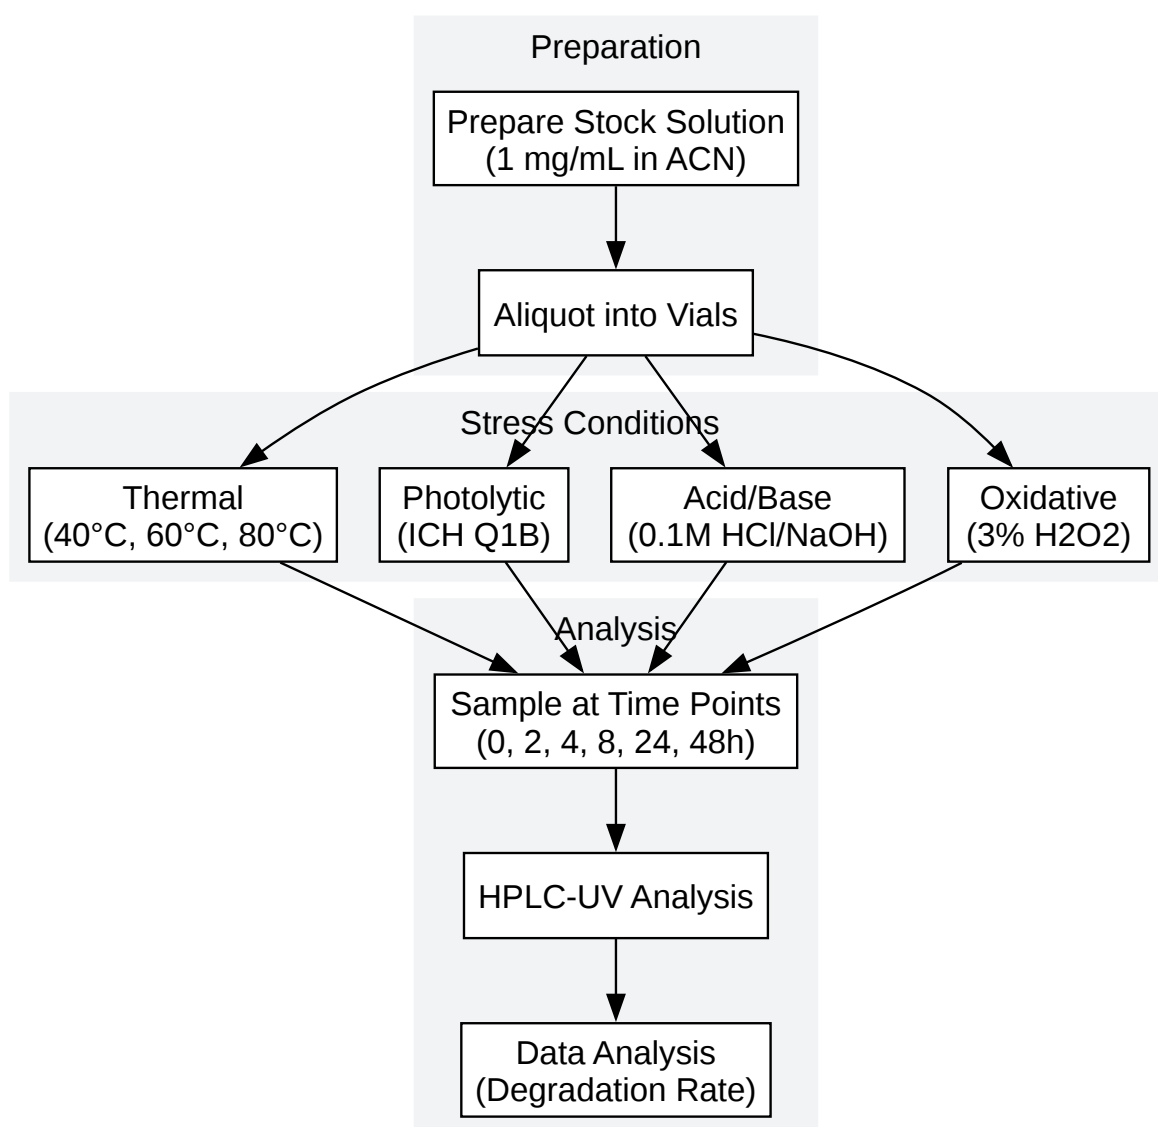 Preparation
Prepare Stock Solution
(1 mg/mL in ACN)
Aliquot into Vials
Stress Conditions
Thermal
(40°C, 60°C, 80°C)
Photolytic
(ICH Q1B)
Acid/Base
(0.1M HCl/NaOH)
Oxidative
(3% H2O2)
Analysis
Sample at Time Points
(0, 2, 4, 8, 24, 48h)
HPLC-UV Analysis
Data Analysis
(Degradation Rate)